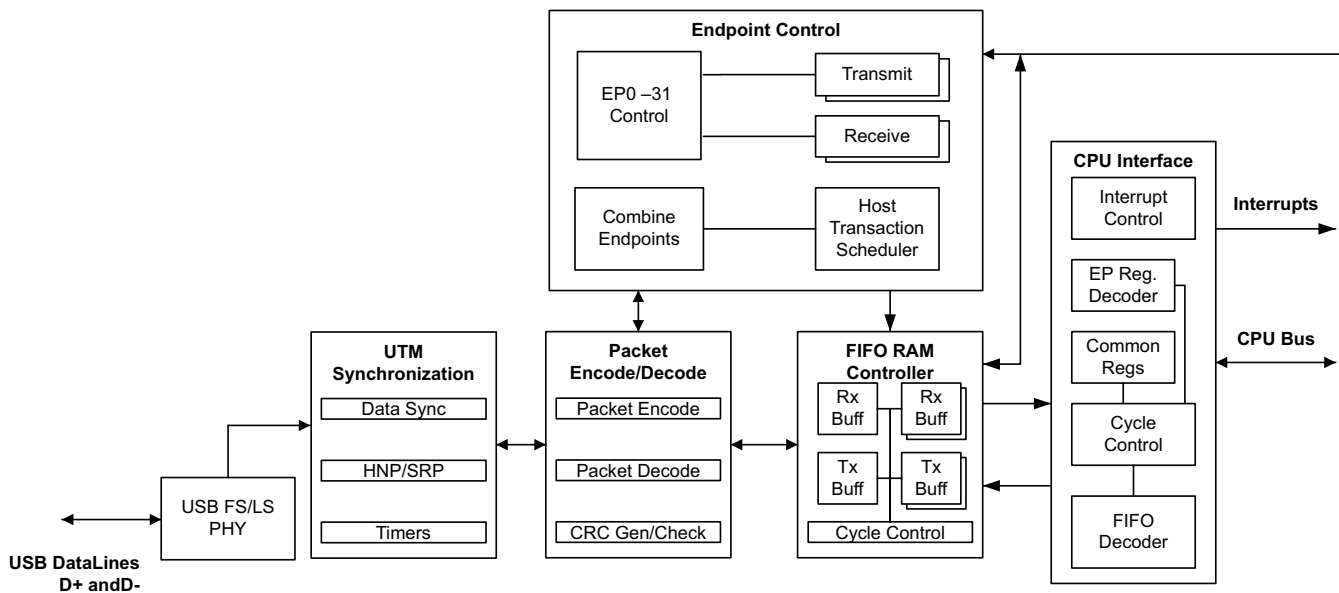 Endpoint Control
EP0 –31
Control
Transmit
Receive
Combine
Endpoints
Host
Transaction
Scheduler
CPU Interface
Interrupt
Control
Interrupts
EP Reg.
Decoder
Common
Regs
CPU Bus
Cycle
Control
FIFO
Decoder
UTM
Synchronization
Data Sync
HNP/SRP
Timers
Packet
Encode/Decode
Packet Encode
Packet Decode
CRC Gen/Check
FIFO RAM
Controller
Rx
Buff
Rx
Buff
Tx
Buff
Tx
Buff
Cycle Control
USB FS/LS
PHY
USB DataLines
D+ andD-